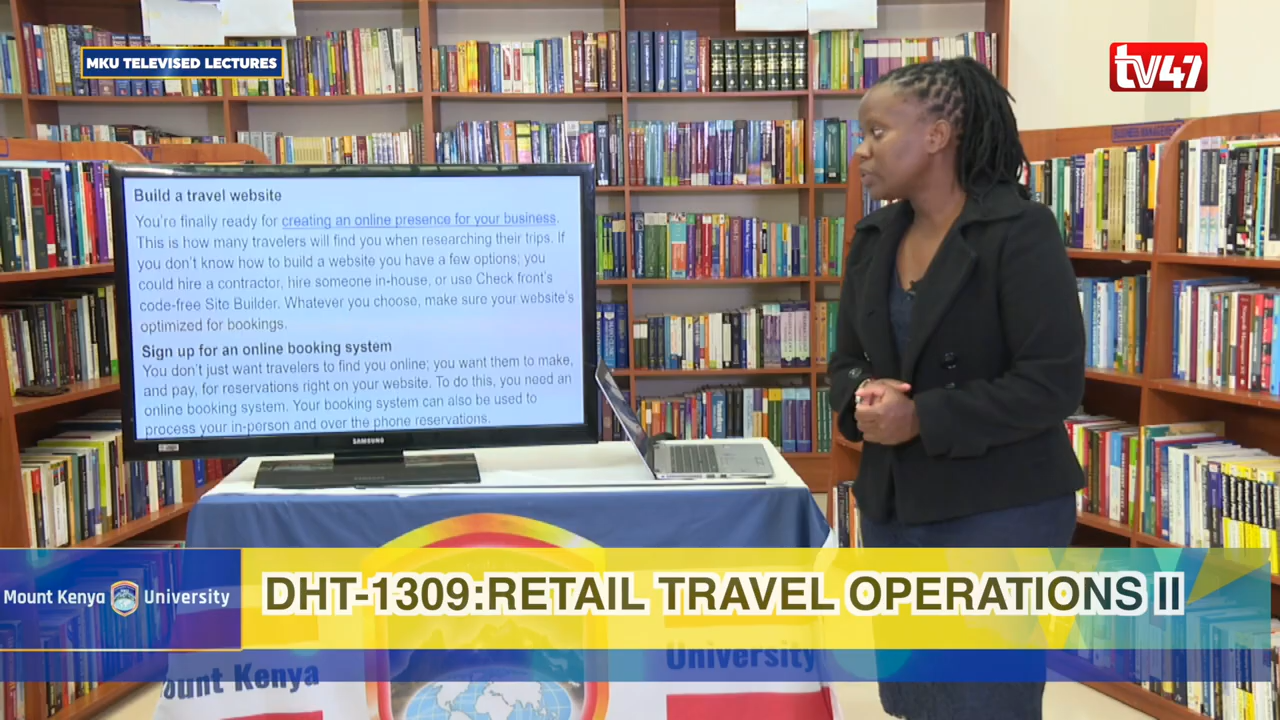 MKU TELEVISED LECTURES
tv47
BUSINESS MANAGEMENT
Build a travel website
You're finally ready for creating an online presence for your business.
This is how many travelers will find you when researching their trips. If
you don't know how to build a website you have a few options; you
could hire a contractor, hire someone in-house, or use Check front's
code-free Site Builder. Whatever you choose, make sure your website's
optimized for bookings.
Sign up for an online booking system
You don't just want travelers to find you online; you want them to make,
and pay, for reservations right on your website. To do this, you need an
online booking system. Your booking system can also be used to
process your in-person and over the phone reservations.
SAMSUNG
Mount Kenya University
DHT-1309:RETAIL TRAVEL OPERATIONS II
ount Kenya
University